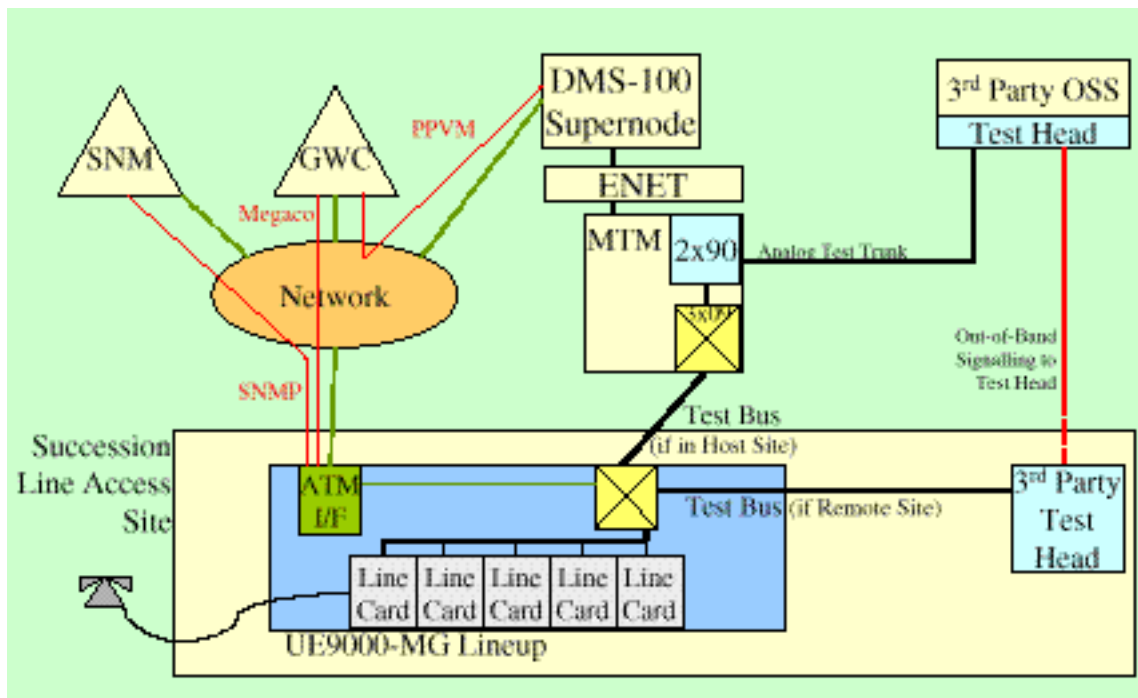 DMS-100
Supernode
3rd Party OSS
Test Head
SNM
GWC
PPVM
ENET
Megaco
MTM
2x90
Analog Test Trunk
Network
3x09
Out-of-Band
Signalling to
Test Head
SNMP
Test Bus
(if in Host Site)
Succession
Line Access
Site
ATM
I/F
Test Bus (if Remote Site)
3rd Party
Test
Head
Line
Card
Line
Card
Line
Card
Line
Card
Line
Card
UE9000-MG Lineup